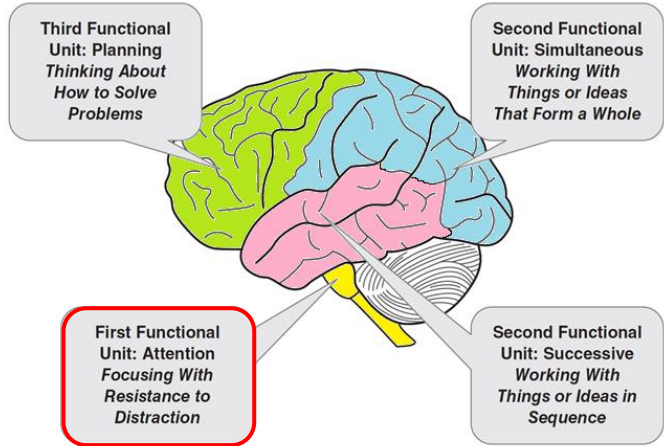 Third Functional
Unit: Planning
Thinking About
How to Solve
Problems
Second Functional
Unit: Simultaneous
Working With
Things or Ideas
That Form a Whole
First Functional
Unit: Attention
Focusing With
Resistance to
Distraction
Second Functional
Unit: Successive
Working With
Things or Ideas in
Sequence